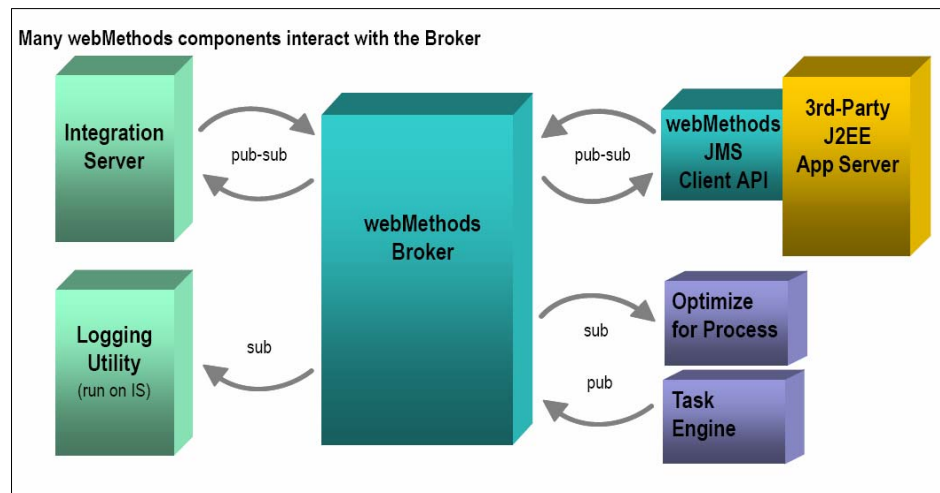 Many webMethods components interact with the Broker
Integration
Server
pub-sub
webMethods
Broker
pub-sub
webMethods
JMS
Client API
3rd-Party
J2EE
App Server
Logging
Utility
(run on IS)
sub
sub
Optimize
for Process
pub
Task
Engine